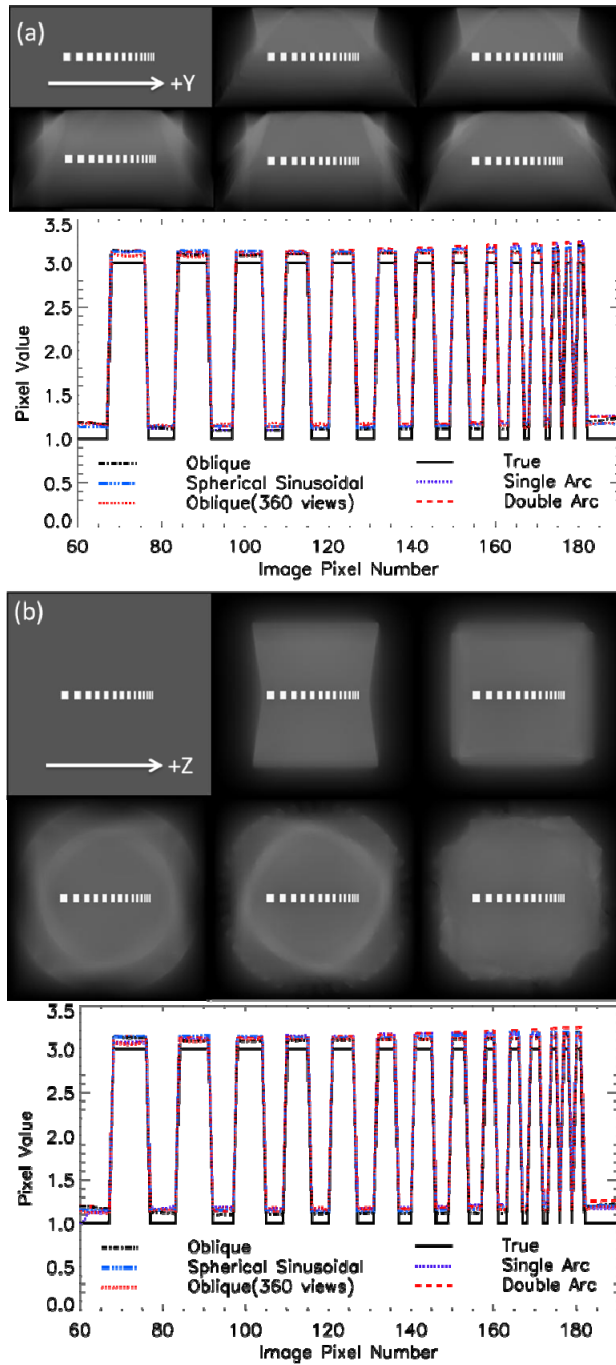 (a)
+Y
3.5
3.0
2.5
2.0
1.5
1.0
0.5
0.0
Pixel Value
Oblique
True
Spherical Sinusoidal
Single Arc
Oblique(360 views)
Double Arc
60 80 100 120 140 160 180
Image Pixel Number
(b)
+Z
3.5
3.0
2.5
2.0
1.5
1.0
0.5
0.0
Pixel Value
Oblique
True
Spherical Sinusoidal
Single Arc
Oblique(360 views)
Double Arc
60 80 100 120 140 160 180
Image Pixel Number